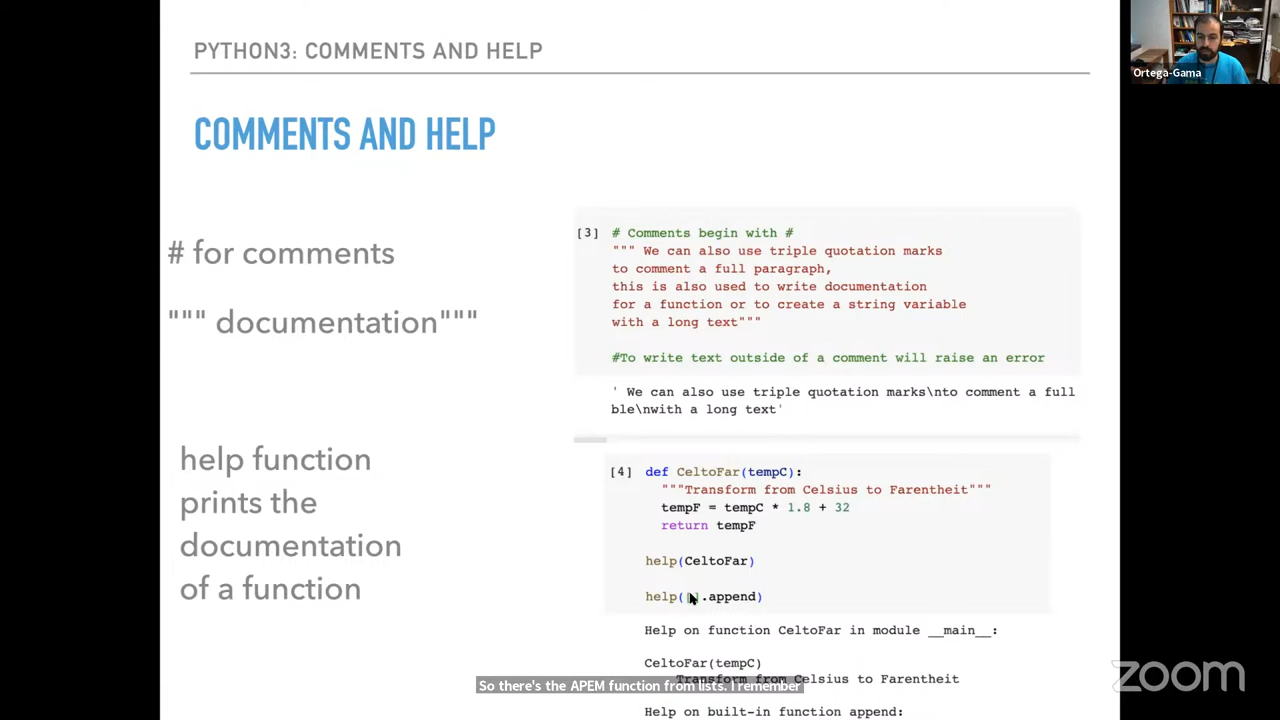 PYTHON3: COMMENTS AND HELP
Ortega-Gama
COMMENTS AND HELP
# for comments
""" documentation"""
help function
prints the
documentation
of a function
[3] # Comments begin with #
""" We can also use triple quotation marks
to comment a full paragraph,
this is also used to write documentation
for a function or to create a string variable
with a long text"""
#To write text outside of a comment will raise an error
' We can also use triple quotation marks\nto comment a full
ble\nwith a long text'
[4] def CeltoFar(tempC):
"""Transform from Celsius to Farentheit"""
tempF = tempC * 1.8 + 32
return tempF
help(CeltoFar)
help([].append)
Help on function CeltoFar in module __main__:
CeltoFar(tempC)
Transform from Celsius to Farentheit
So there's the APEM function from lists. I remember
Help on built-in function append:
zoom